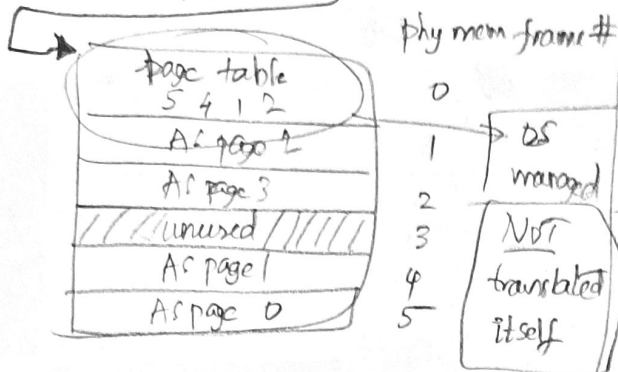 phy mem frame #
page table
5 4 1 2
0
AS page 2
1
OS
managed
AS page 3
2
unused
3
NOT
AS page 1
4
translated
AS page 0
5
itself